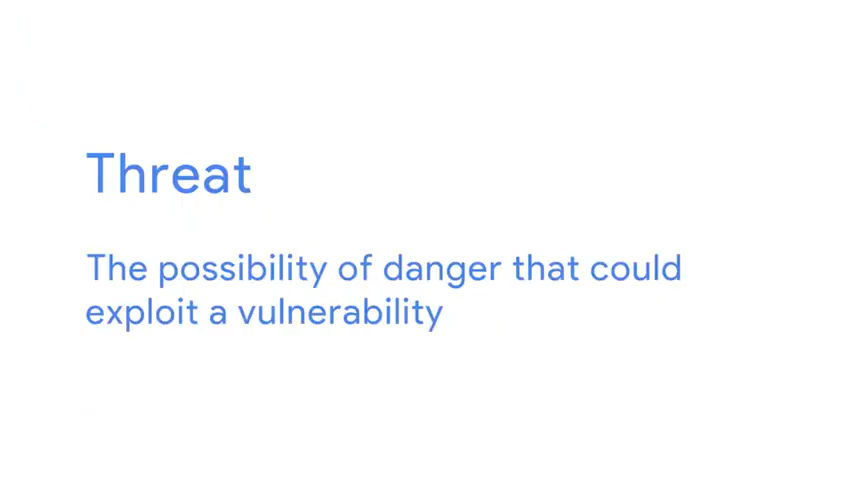 Threat
The possibility of danger that could
exploit a vulnerability